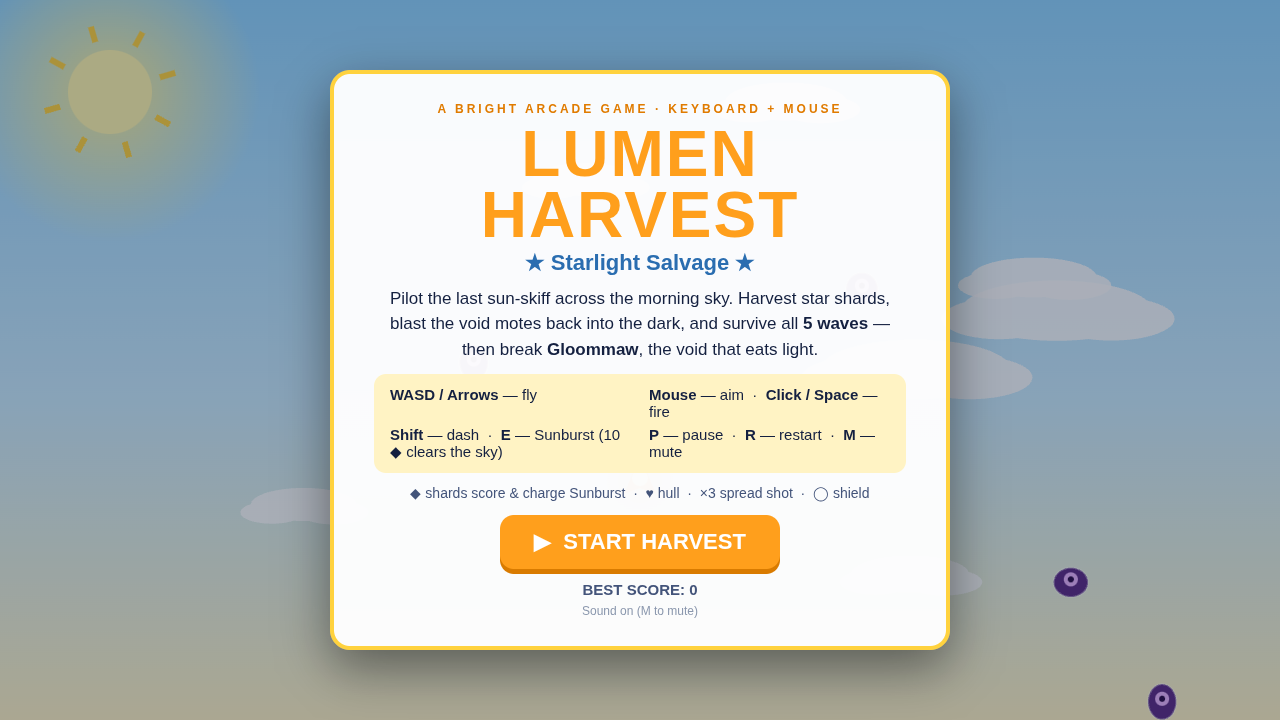 A BRIGHT ARCADE GAME · KEYBOARD + MOUSE
LUMEN
HARVEST
★ Starlight Salvage ★
Pilot the last sun-skiff across the morning sky. Harvest star shards,
blast the void motes back into the dark, and survive all 5 waves —
then break Gloommaw, the void that eats light.
WASD / Arrows — fly
Mouse — aim · Click / Space —
fire
Shift — dash · E — Sunburst (10
◆ clears the sky)
P — pause · R — restart · M —
mute
◆ shards score & charge Sunburst · ♥ hull · ×3 spread shot · ◯ shield
▶ START HARVEST
BEST SCORE: 0
Sound on (M to mute)